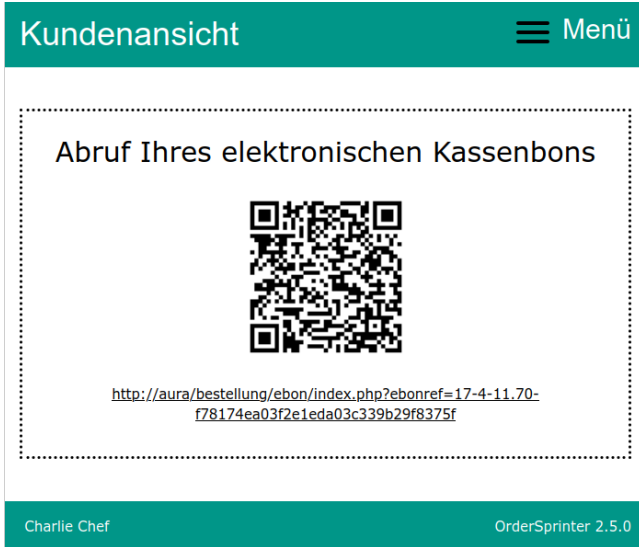 Kundenansicht
Menü
Abruf Ihres elektronischen Kassenbons
http://aura/bestellung/ebon/index.php?ebonref=17-4-11.70-
f78174ea03f2e1eda03c339b29f8375f
Charlie Chef
OrderSprinter 2.5.0